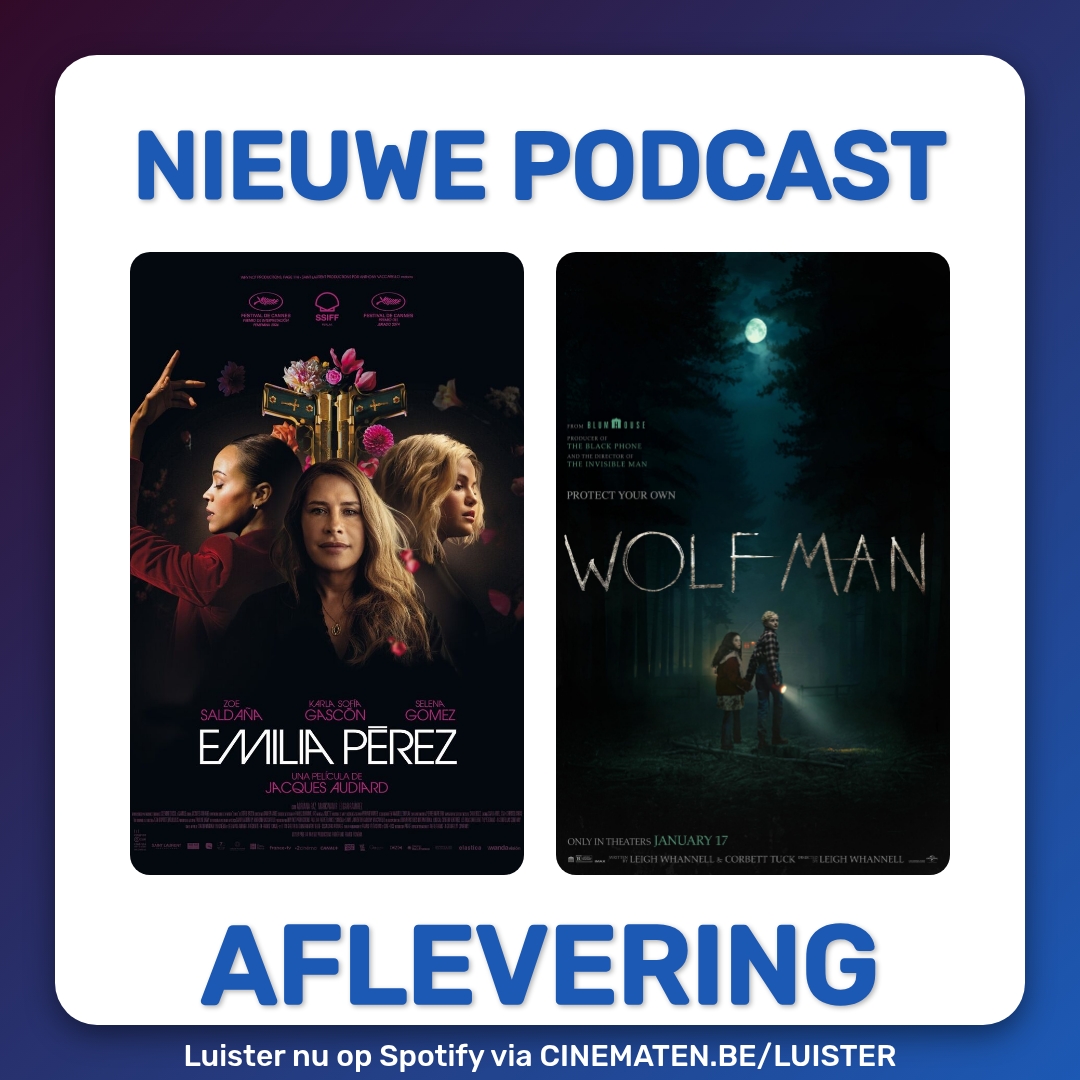 NIEUWE PODCAST
FESTIVAL DE CANNES
SSIFF
FESTIVAL DE CANNES
ZOE SALDAÑA
KARLA SOFÍA GASCÓN
SELENA GOMEZ
EMILIA PÉREZ
UNA PELÍCULA DE
JACQUES AUDIARD
FROM BLUMHOUSE
PRODUCER OF
THE BLACK PHONE
AND THE DIRECTOR OF
THE INVISIBLE MAN
PROTECT YOUR OWN
WOLF MAN
ONLY IN THEATERS JANUARY 17
WRITTEN BY LEIGH WHANNELL & CORBETT TUCK
LEIGH WHANNELL
AFLEVERING
Luister nu op Spotify via CINEMATEN.BE/LUISTER